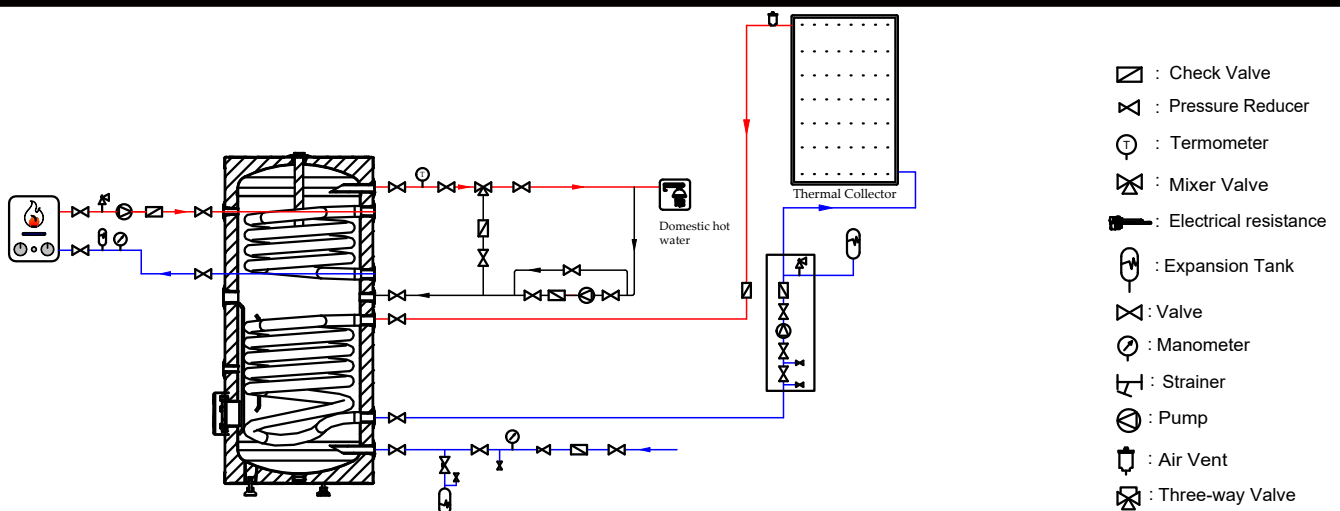 Thermal Collector
Domestic hot
water
T
: Check Valve
: Pressure Reducer
T : Termometer
: Mixer Valve
: Electrical resistance
: Expansion Tank
: Valve
: Manometer
: Strainer
: Pump
: Air Vent
: Three-way Valve